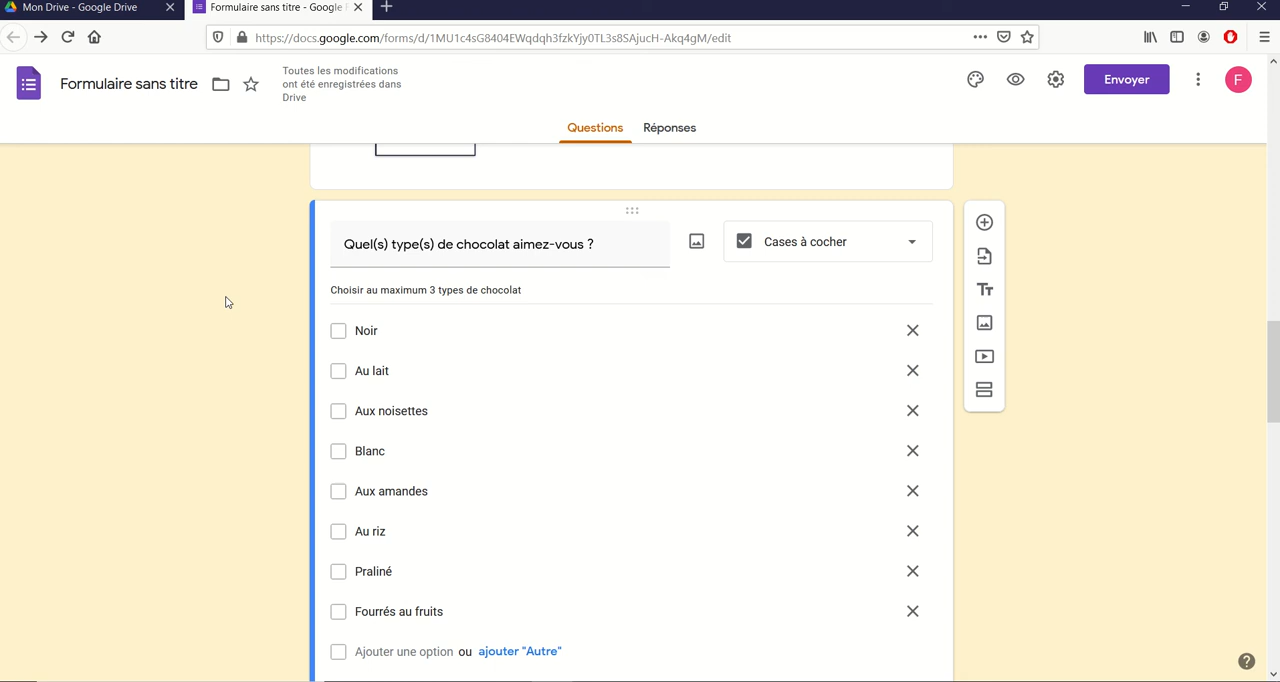 Mon Drive - Google Drive
Formulaire sans titre - Google
https://docs.google.com/forms/d/1MU1c4sG8404EWqdqh3fzkYjy0TL3s8SAjucH-Akq4gM/edit
Formulaire sans titre
Toutes les modifications
ont été enregistrées dans
Drive
Envoyer
F
Questions
Réponses
Quel(s) type(s) de chocolat aimez-vous ?
Cases à cocher
Choisir au maximum 3 types de chocolat
Noir
Au lait
Aux noisettes
Blanc
Aux amandes
Au riz
Praliné
Fourrés au fruits
Ajouter une option ou ajouter "Autre"